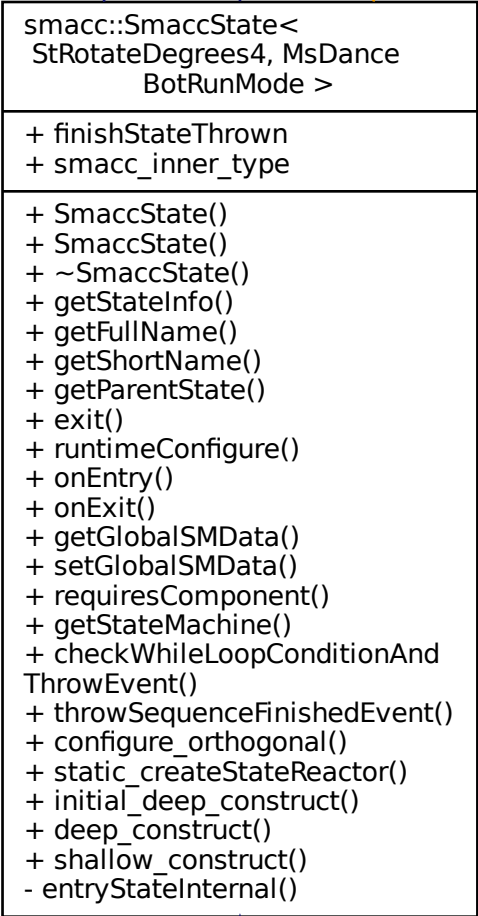 smacc::SmaccState<
StRotateDegrees4, MsDance
BotRunMode >
+ finishStateThrown
+ smacc_inner_type
+ SmaccState()
+ SmaccState()
+ ~SmaccState()
+ getStateInfo()
+ getFullName()
+ getShortName()
+ getParentState()
+ exit()
+ runtimeConfigure()
+ onEntry()
+ onExit()
+ getGlobalSMData()
+ setGlobalSMData()
+ requiresComponent()
+ getStateMachine()
+ checkWhileLoopConditionAnd
ThrowEvent()
+ throwSequenceFinishedEvent()
+ configure_orthogonal()
+ static_createStateReactor()
+ initial_deep_construct()
+ deep_construct()
+ shallow_construct()
- entryStateInternal()